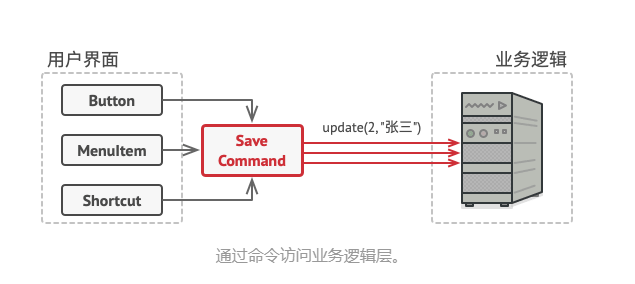 用户界面
业务逻辑
Button
MenuItem
Shortcut
Save
Command
update(2, "张三")
通过命令访问业务逻辑层。